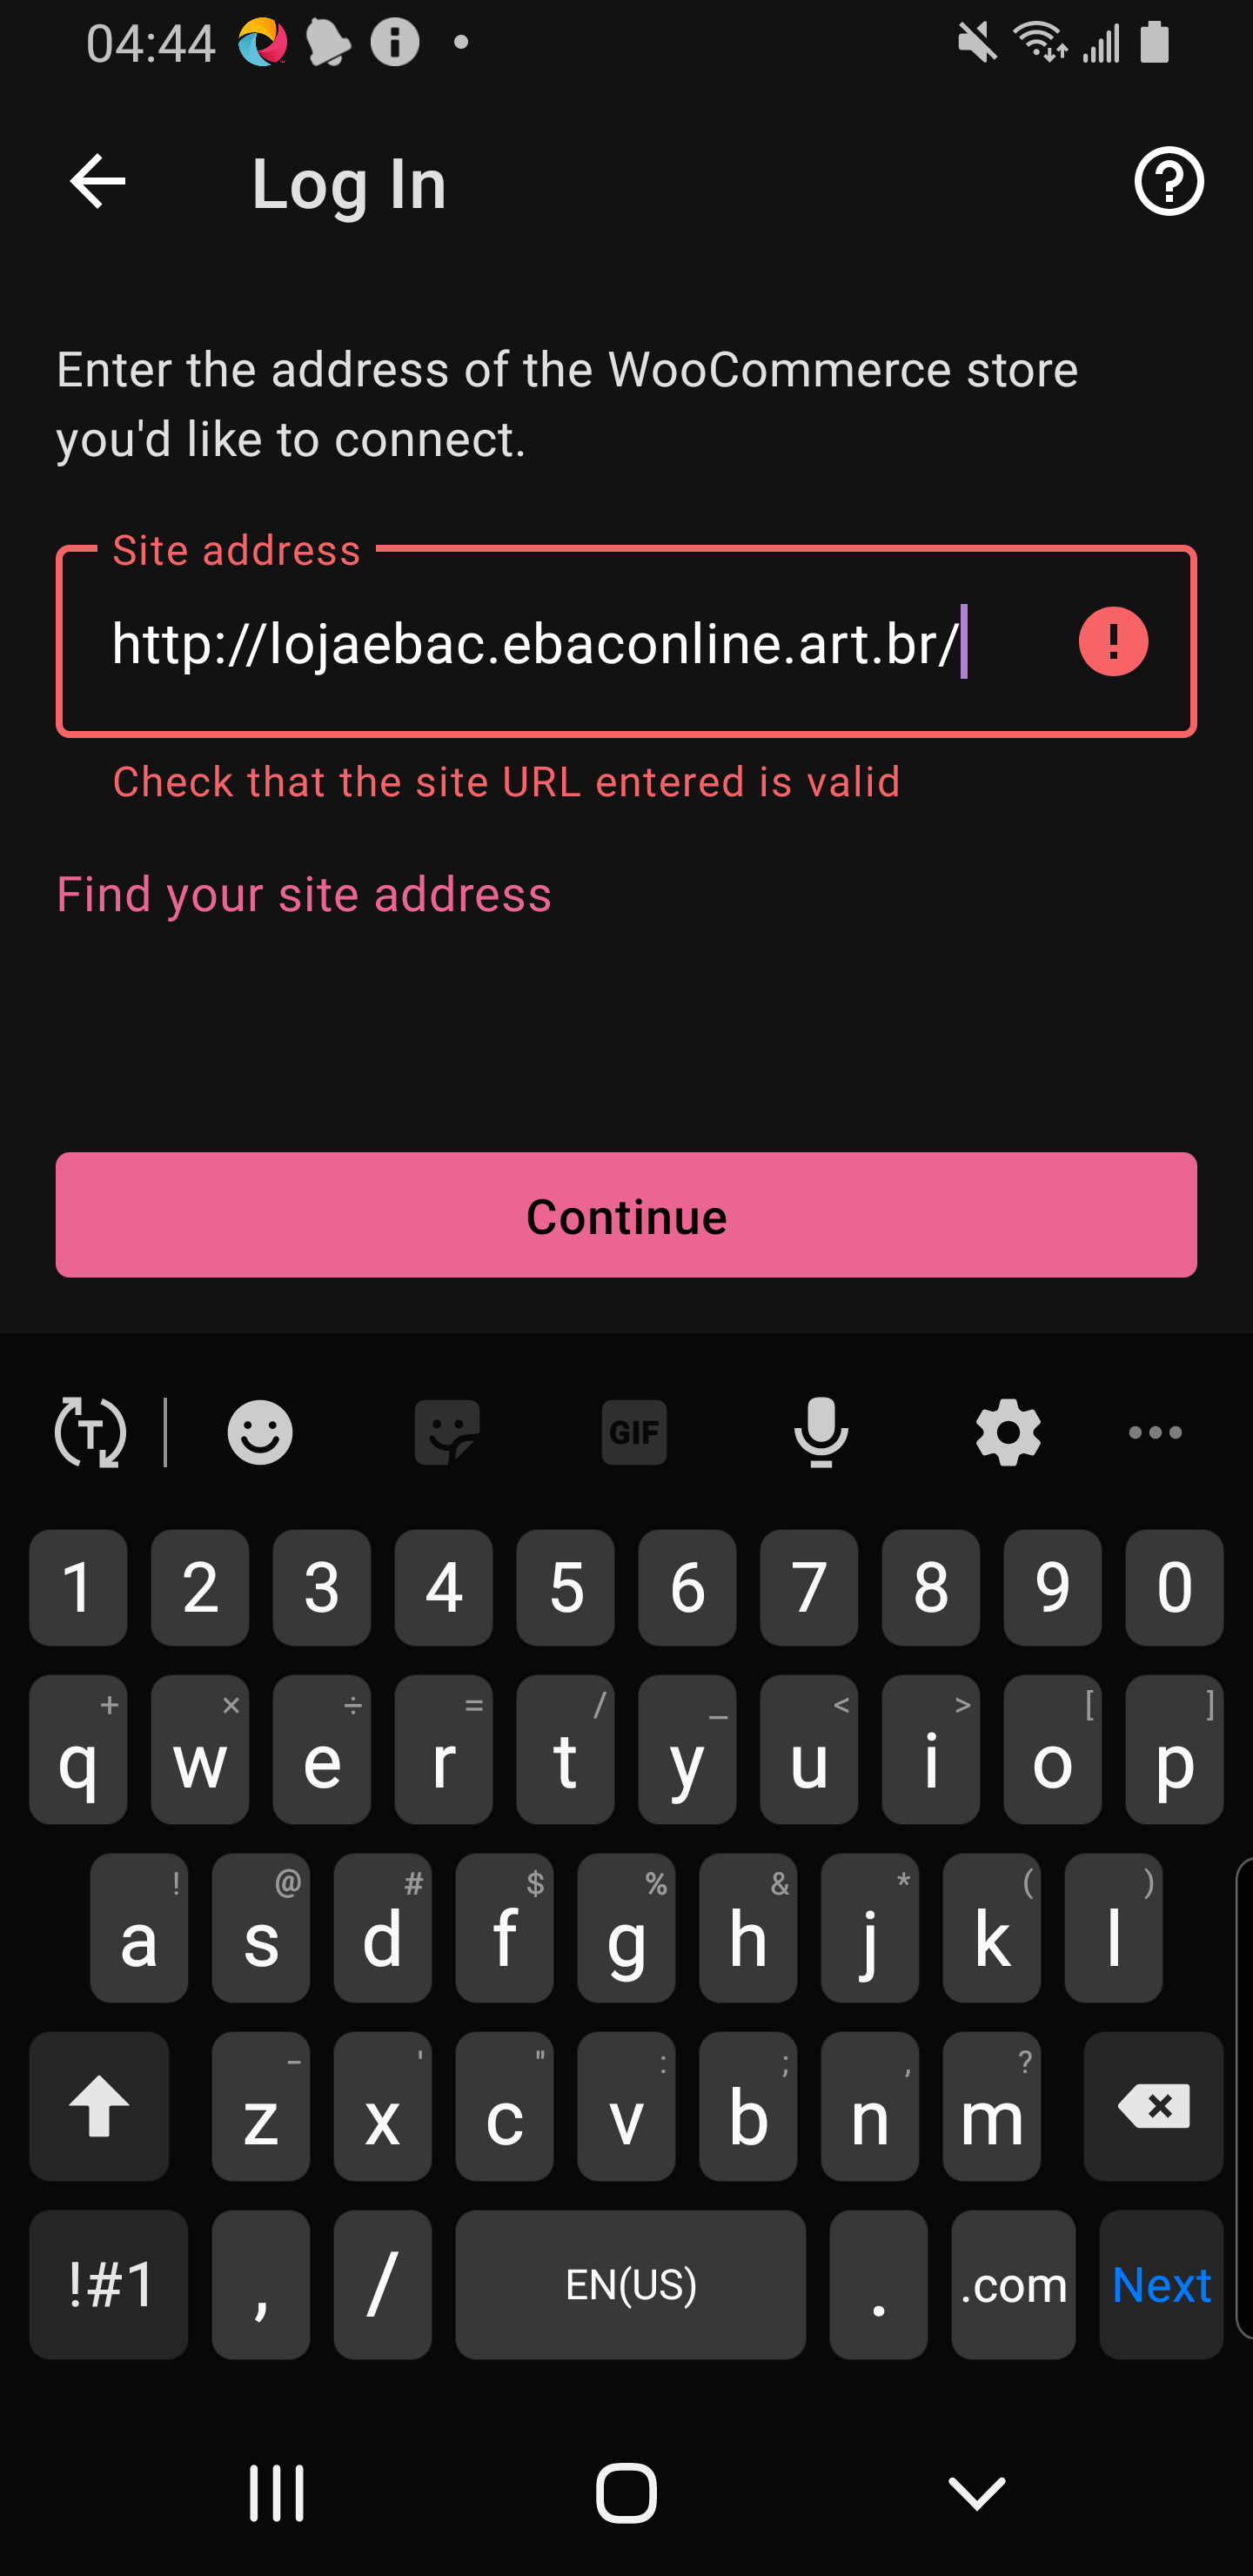 04:44
Log In
Enter the address of the WooCommerce store
you'd like to connect.
Site address
http://lojaebac.ebaconline.art.br/
Check that the site URL entered is valid
Find your site address
Continue
T
GIF
1 2 3 4 5 6 7 8 9 0
+ × ÷ = / _ < > [ ]
q w e r t y u i o p
! @ # $ % & * ( )
a s d f g h j k l
- ' " : ; , ?
z x c v b n m
!#1 , / EN(US) . .com Next